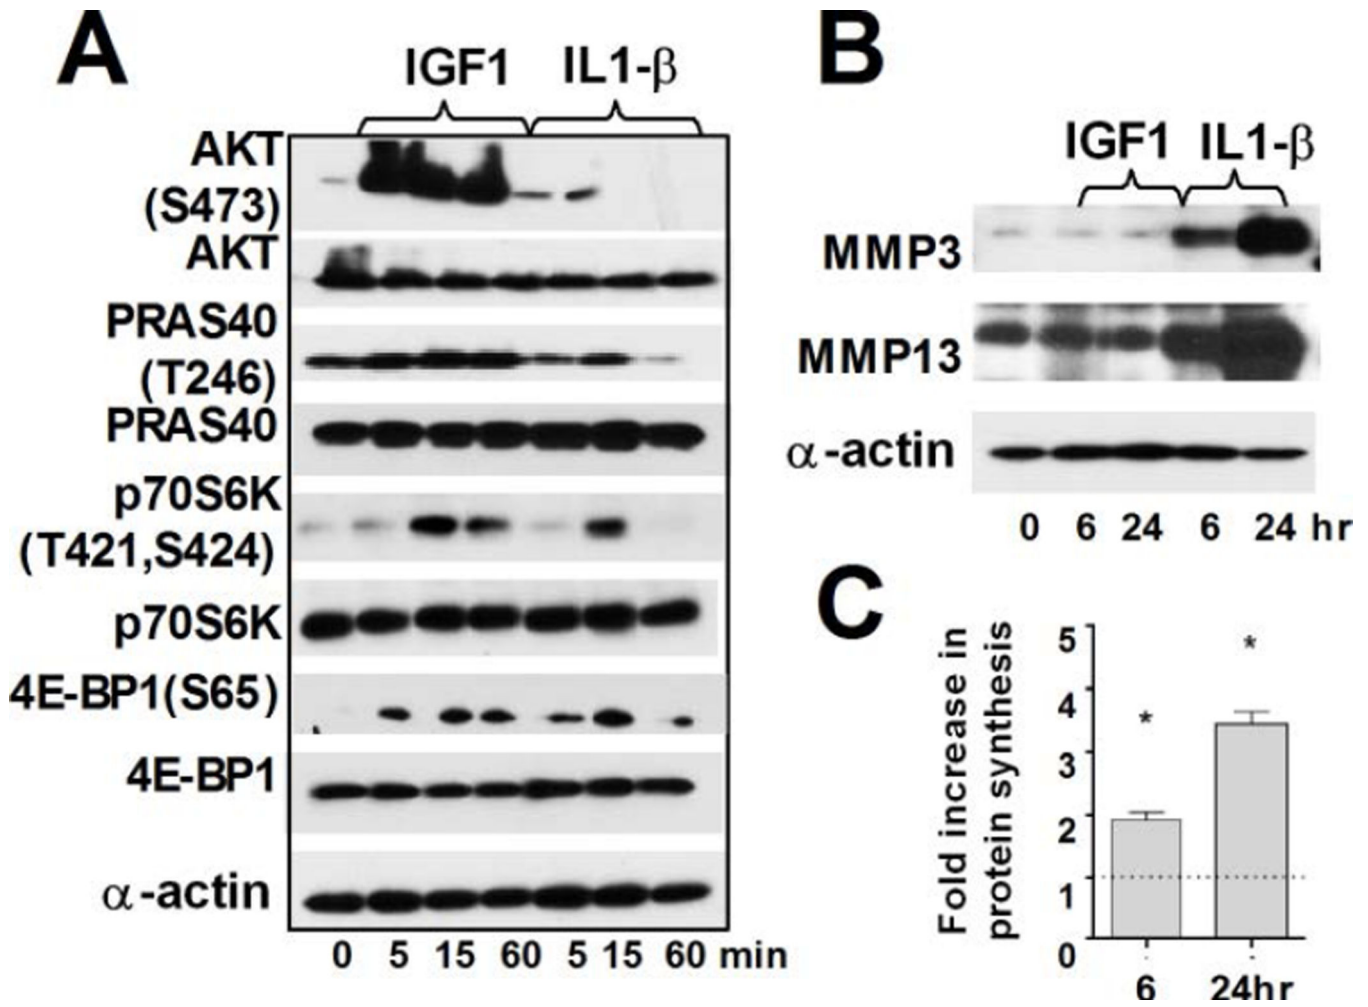 A
IGF1 IL1-β
AKT
(S473)
AKT
PRAS40
(T246)
PRAS40
p70S6K
(T421,S424)
p70S6K
4E-BP1(S65)
4E-BP1
α-actin
0 5 15 60 5 15 60 min
B
IGF1 IL1-β
MMP3
MMP13
α-actin
0 6 24 6 24 hr
C
Fold increase in
protein synthesis
5
4
3
2
1
0
* *
6 24hr